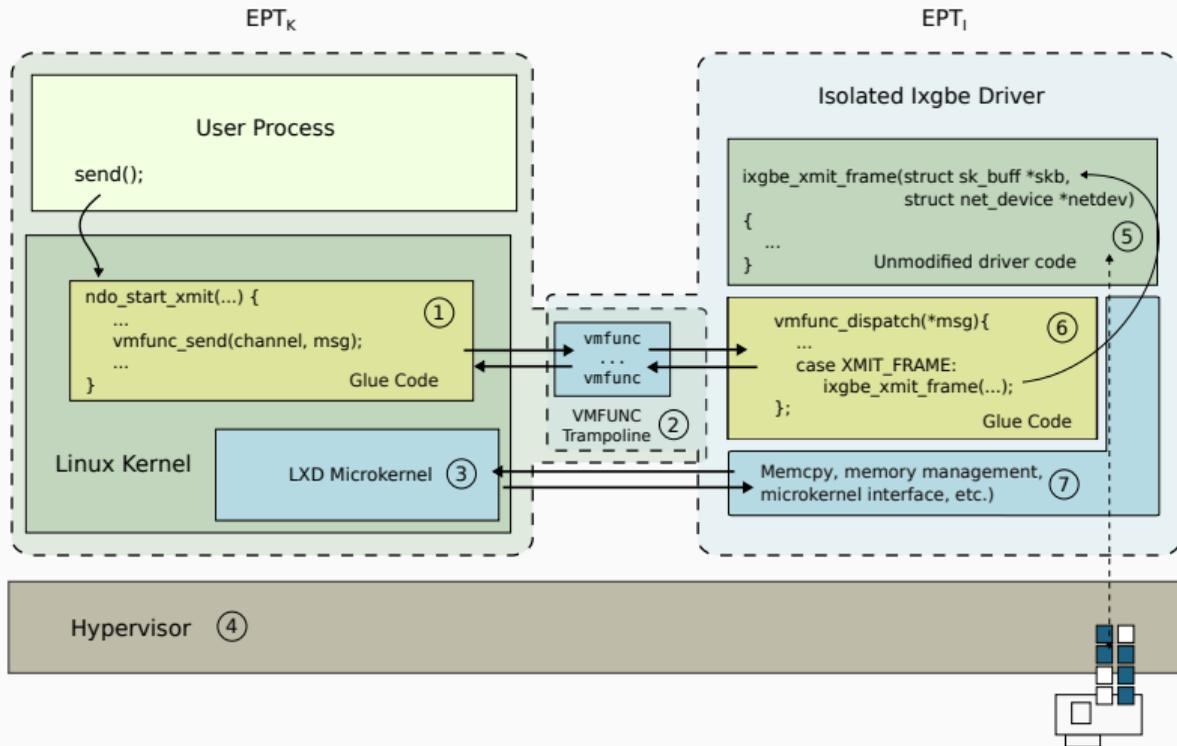 EPTK
EPTI
User Process
send();
ndo_start_xmit(...) {
...
vmfunc_send(channel, msg);
...
}
1
Glue Code
Linux Kernel
LXD Microkernel 3
vmfunc
...
vmfunc
VMFUNC
Trampoline 2
Isolated Ixgbe Driver
ixgbe_xmit_frame(struct sk_buff *skb,
struct net_device *netdev)
{
...
}
5
Unmodified driver code
vmfunc_dispatch(*msg){
...
case XMIT_FRAME:
ixgbe_xmit_frame(...);
};
6
Glue Code
Memcpy, memory management,
microkernel interface, etc.)
7
Hypervisor 4